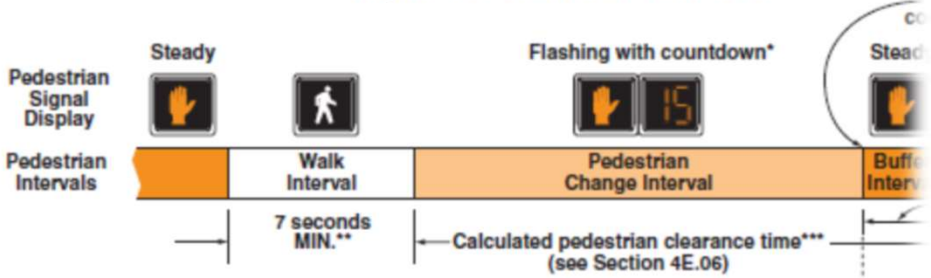 Steady
Flashing with countdown*
Pedestrian
Signal
Display
15
Pedestrian
Intervals
Walk
Interval
Pedestrian
Change Interval
7 seconds
MIN.**
Calculated pedestrian clearance time***
(see Section 4E.06)